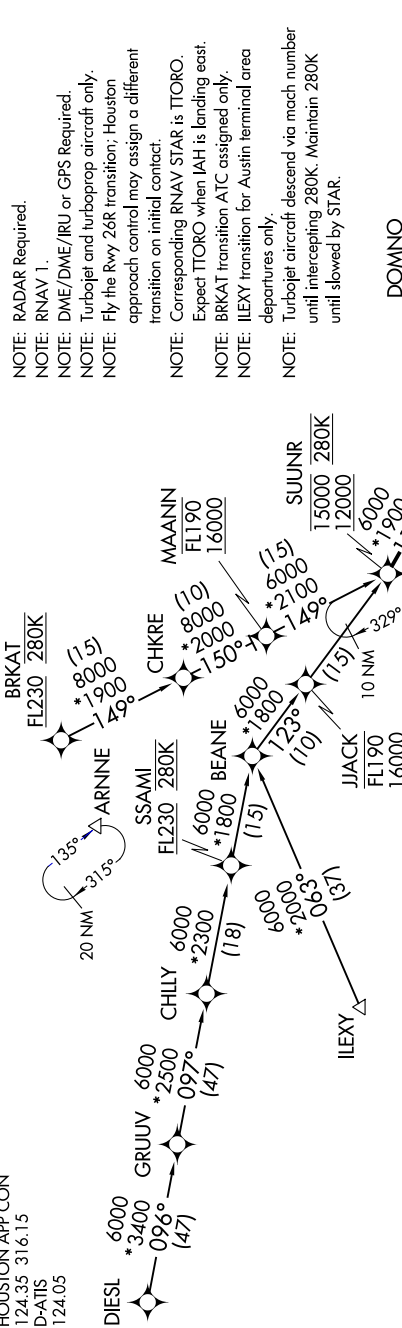 HOUSTON APP CON
124.35 316.15
D-ATIS
124.05
NOTE: RADAR Required.
NOTE: RNAV 1.
NOTE: DME/DME/IRU or GPS Required.
NOTE: Turbojet and turboprop aircraft only.
NOTE: Fly the Rwy 26R transition; Houston
approach control may assign a different
transition on initial contact.
NOTE: Corresponding RNAV STAR is TTORO.
Expect TTORO when IAH is landing east.
NOTE: BRKAT transition ATC assigned only.
NOTE: ILEXY transition for Austin terminal area
departures only.
NOTE: Turbojet aircraft descend via mach number
until intercepting 280K. Maintain 280K
until slowed by STAR.
DOMNO
BRKAT
FL230 280K
(15)
8000
*1900
149°
CHKRE
(10)
8000
*2000
150°
MAANN
FL190
16000
(15)
6000
*2100
149°
SUUNR
15000 280K
12000
6000
*1900
ARNNE
135°
315°
20 NM
SSAMI
FL230 280K
6000
*1800
(15)
BEANE
6000
*1800
123°
(10)
JJACK
FL190
16000
(15)
10 NM
329°
CHLLY
6000
*2300
(18)
GRUUV
6000
*2500
097°
(47)
DIESL
6000
*3400
096°
(47)
ILEXY
6000
*2000
063°
(37)